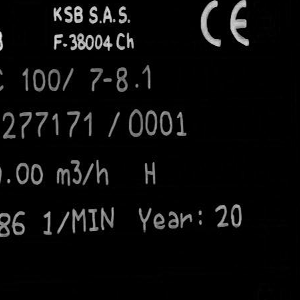 KSB S.A.S. CE
F-38004 Ch
C 100/ 7-8.1
277171 / 0001
.00 m3/h H
86 1/MIN Year: 20